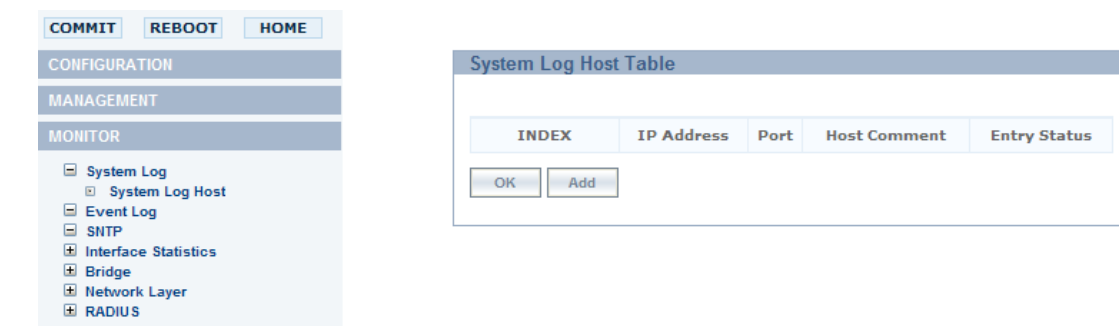 COMMIT REBOOT HOME
CONFIGURATION
MANAGEMENT
MONITOR
System Log
System Log Host
Event Log
SNTP
Interface Statistics
Bridge
Network Layer
RADIUS
System Log Host Table
INDEX IP Address Port Host Comment Entry Status
OK Add